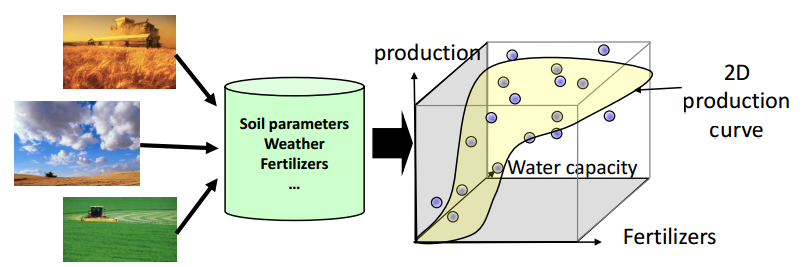 Soil parameters
Weather
Fertilizers
...
production
2D
production
curve
Water capacity
Fertilizers